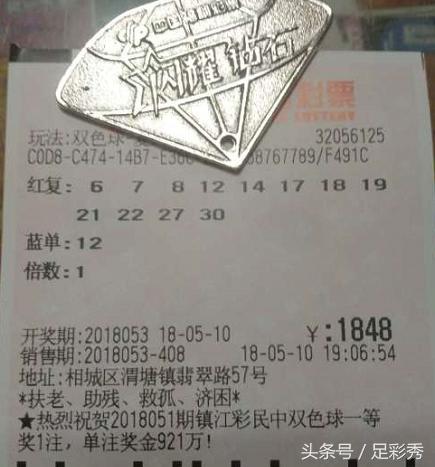 闪耀钻石
彩票
LOTTERY
玩法:双色球
32056125
C0D8-C474-14B7-E3 8767789/F491C
红复: 6 7 8 12 14 17 18 19
21 22 27 30
蓝单:12
倍数:1
开奖期:2018053 18-05-10 ¥:1848
销售期:2018053-408 18-05-10 19:06:54
地址:相城区渭塘镇翡翠路57号
*扶老、助残、救孤、济困*
★热烈祝贺2018051期镇江彩民中双色球一等
奖1注,单注奖金921万!
头条号 / 足彩秀